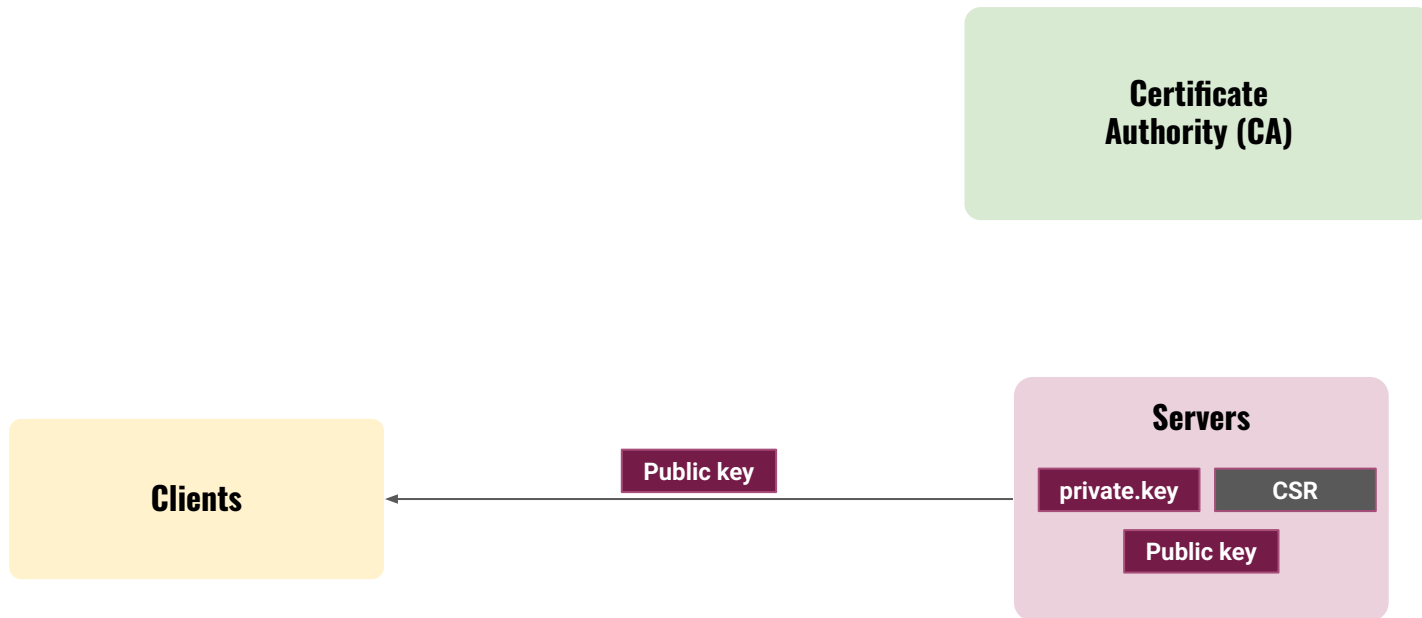 Certificate
Authority (CA)
Servers
Public key
private.key
CSR
Clients
Public key